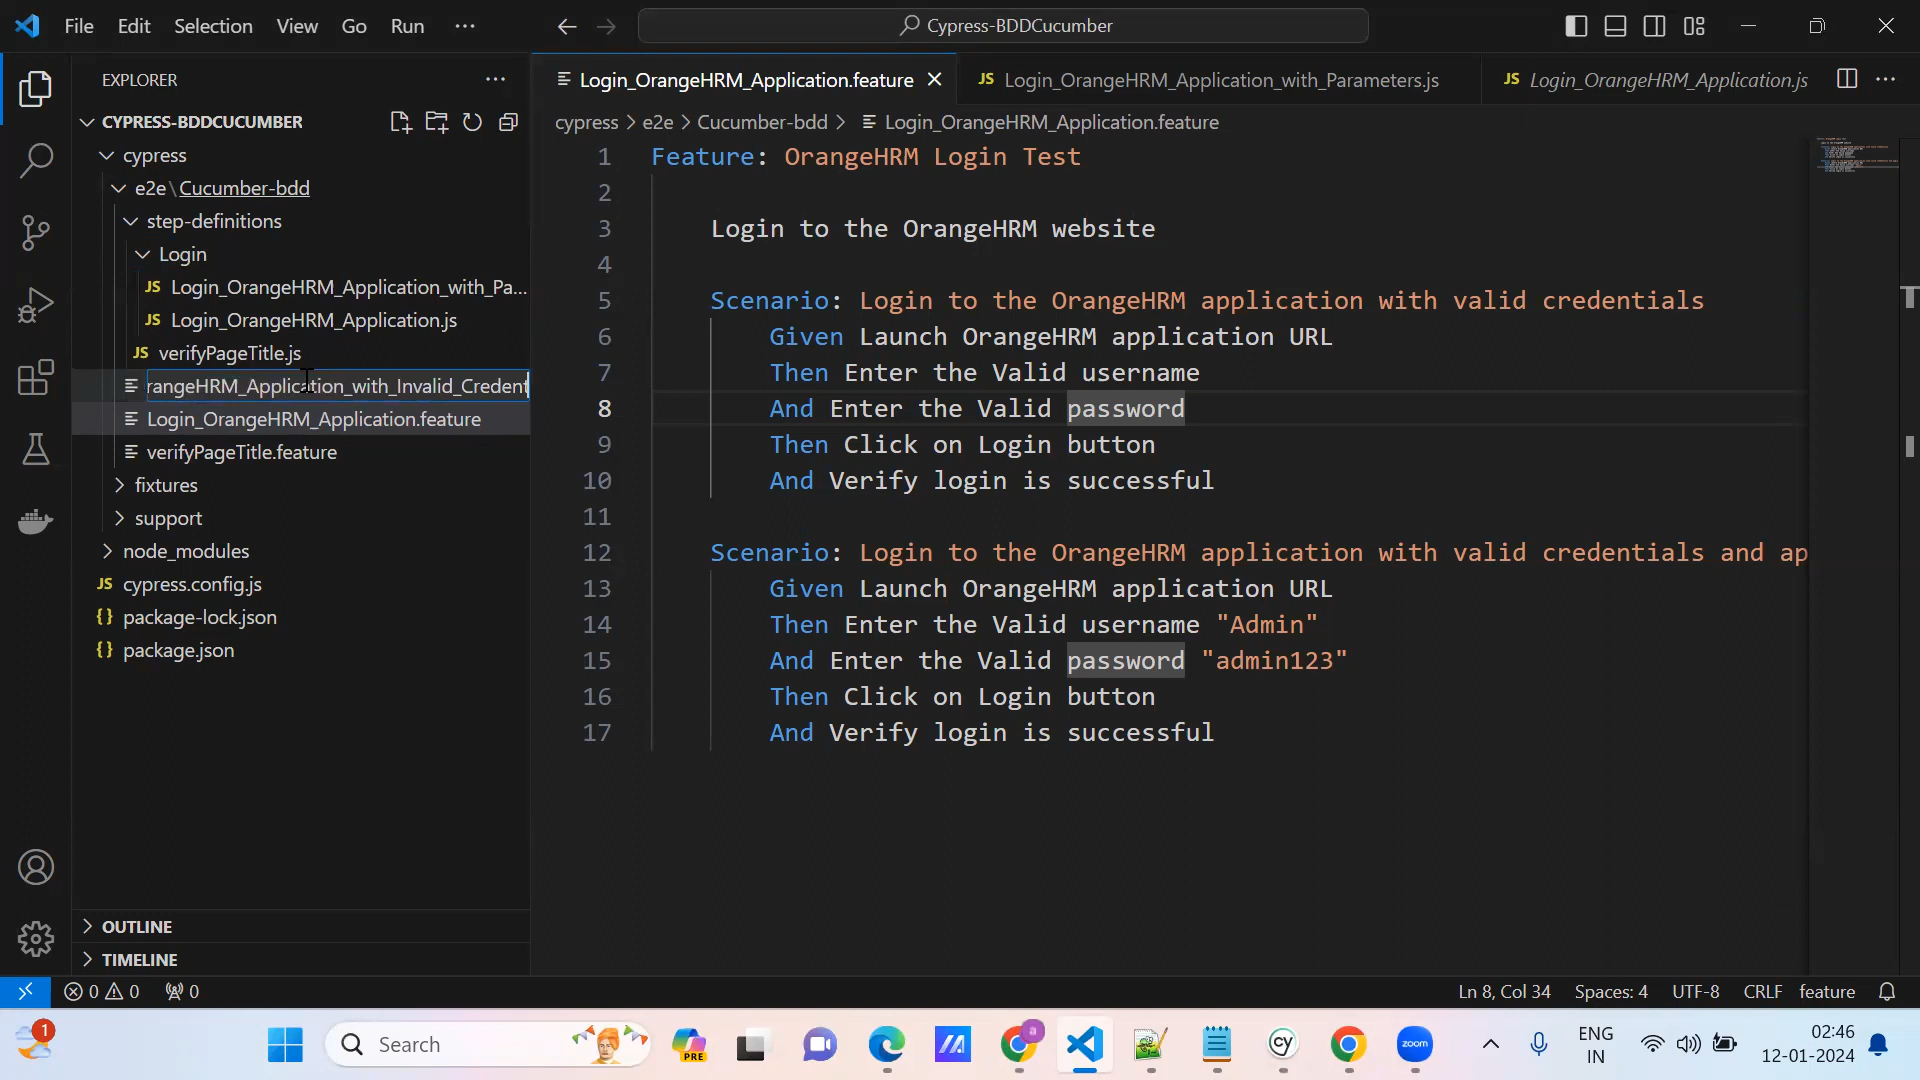 File Edit Selection View Go Run ···
Cypress-BDDCucumber
EXPLORER
CYPRESS-BDDCUCUMBER
cypress
e2e\Cucumber-bdd
step-definitions
Login
JS Login_OrangeHRM_Application_with_Pa...
JS Login_OrangeHRM_Application.js
JS verifyPageTitle.js
rangeHRM_Application_with_Invalid_Credent
Login_OrangeHRM_Application.feature
verifyPageTitle.feature
fixtures
support
node_modules
JS cypress.config.js
{} package-lock.json
{} package.json
OUTLINE
TIMELINE
Login_OrangeHRM_Application.feature
JS Login_OrangeHRM_Application_with_Parameters.js
JS Login_OrangeHRM_Application.js
cypress > e2e > Cucumber-bdd > Login_OrangeHRM_Application.feature
1 Feature: OrangeHRM Login Test
2
3 Login to the OrangeHRM website
4
5 Scenario: Login to the OrangeHRM application with valid credentials
6 Given Launch OrangeHRM application URL
7 Then Enter the Valid username
8 And Enter the Valid password
9 Then Click on Login button
10 And Verify login is successful
11
12 Scenario: Login to the OrangeHRM application with valid credentials and ap
13 Given Launch OrangeHRM application URL
14 Then Enter the Valid username "Admin"
15 And Enter the Valid password "admin123"
16 Then Click on Login button
17 And Verify login is successful
0 0 0
Ln 8, Col 34 Spaces: 4 UTF-8 CRLF feature
1
Search
PRE
a
cy
zoom
ENG
IN
02:46
12-01-2024